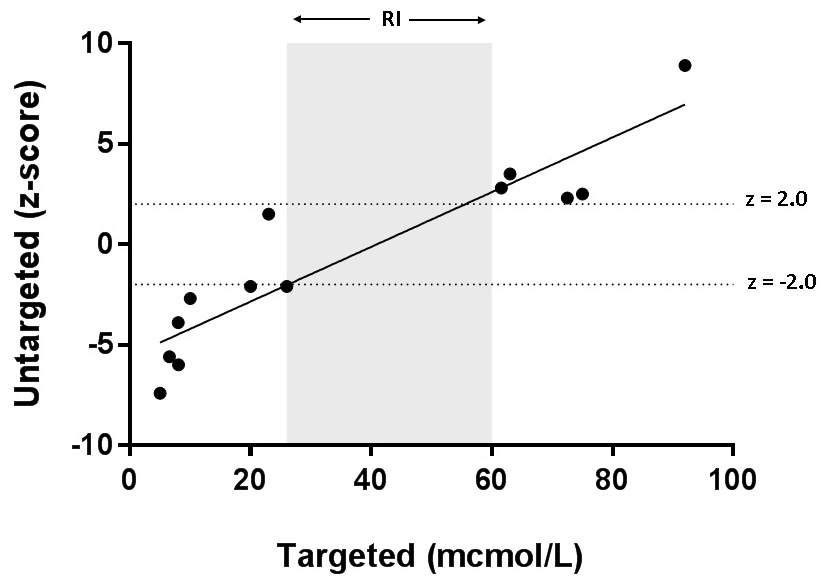 RI
10
5
0
-5
-10
z = 2.0
z = -2.0
Untargeted (z-score)
0 20 40 60 80 100
Targeted (mcmol/L)